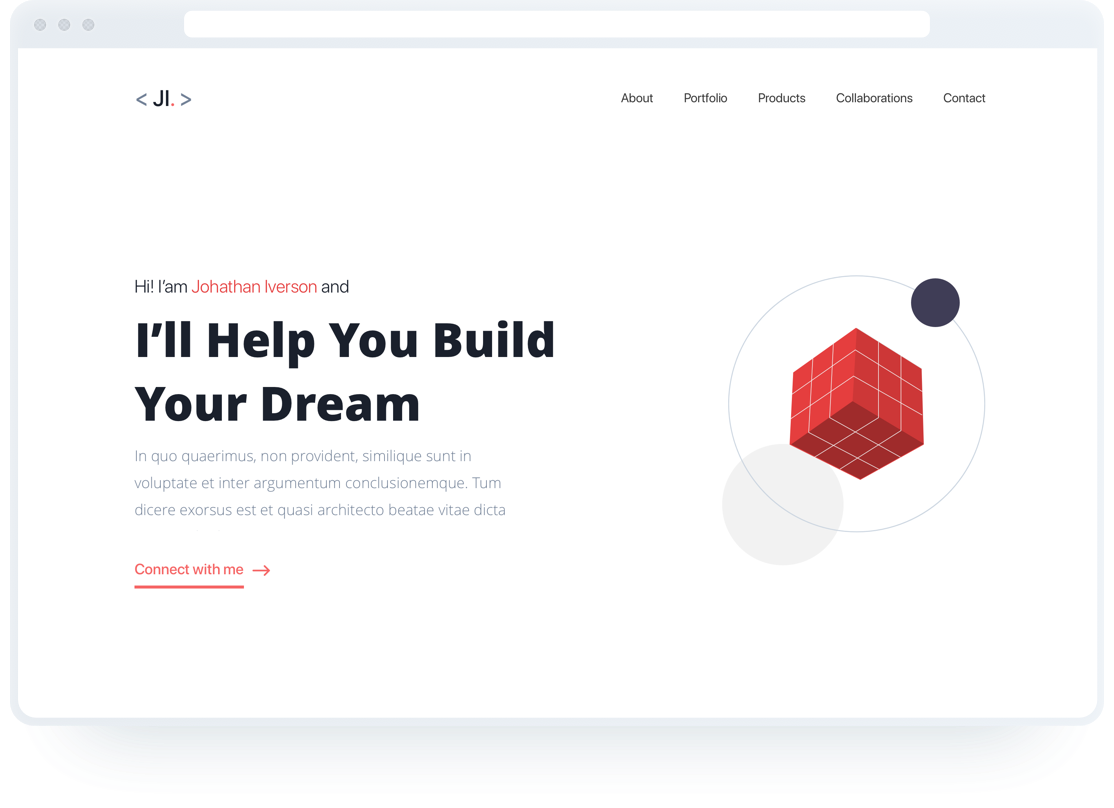 < JI. >
About Portfolio Products Collaborations Contact
Hi! I’am Johathan Iverson and
I’ll Help You Build
Your Dream
In quo quaerimus, non provident, similique sunt in
voluptate et inter argumentum conclusionemque. Tum
dicere exorsus est et quasi architecto beatae vitae dicta
Connect with me →